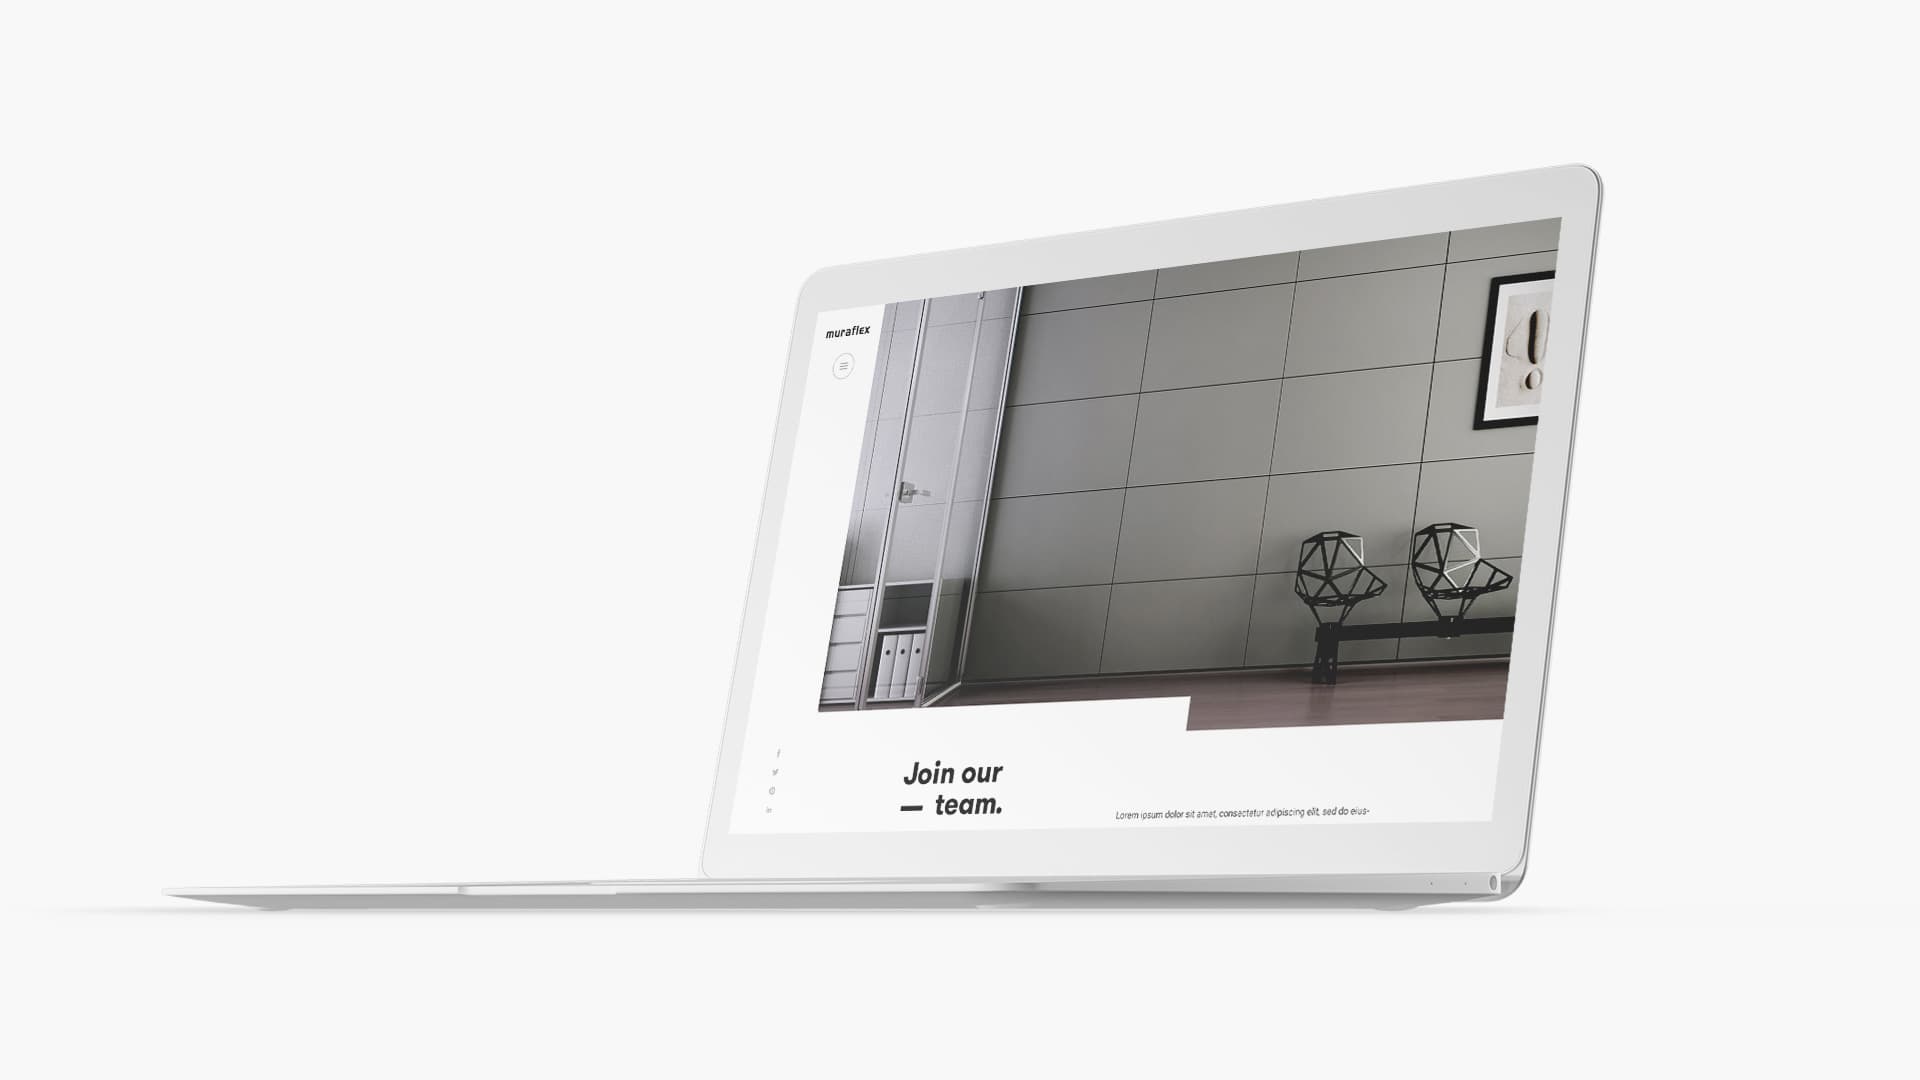 muraflex
Join our
— team.
Lorem ipsum dolor sit amet, consectetur adipiscing elit, sed do eius-